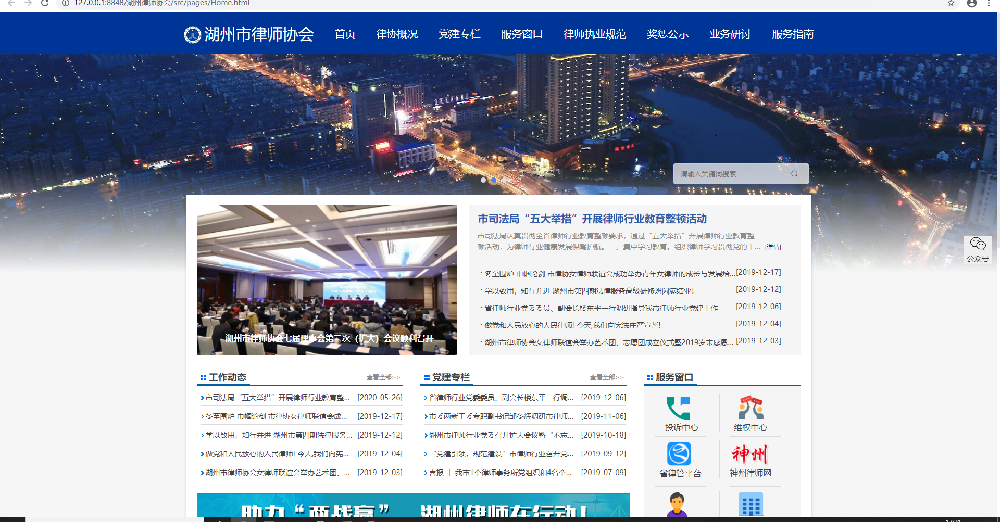 127.0.0.1:8848/湖州律师协会/src/pages/Home.html
湖州市律师协会 首页 律协概况 党建专栏 服务窗口 律师执业规范 奖惩公示 业务研讨 服务指南
请输入关键词搜索...
公众号
湖州市律师协会七届理事会第二次（扩大）会议顺利召开
市司法局“五大举措”开展律师行业教育整顿活动
市司法局认真贯彻全省律师行业教育整顿要求，通过“五大举措”开展律师行业教育整
顿活动，为律师行业健康发展保驾护航。一、集中学习教育。组织律师学习贯彻党的十... [详情]
· 冬至围炉 巾帼论剑 市律协女律师联谊会成功举办青年女律师的成长与发展培... [2019-12-17]
· 学以致用，知行并进 湖州市第四期法律服务高级研修班圆满结业！ [2019-12-12]
· 省律师行业党委委员、副会长楼东平一行调研指导我市律师行业党建工作 [2019-12-06]
· 做党和人民放心的人民律师! 今天,我们向宪法庄严宣誓! [2019-12-04]
· 湖州市律师协会女律师联谊会举办艺术团、志愿团成立仪式暨2019岁末感恩... [2019-12-03]
工作动态 查看全部>>
市司法局“五大举措”开展律师行业教育整... [2020-05-26]
冬至围炉 巾帼论剑 市律协女律师联谊会成... [2019-12-17]
学以致用，知行并进 湖州市第四期法律服务... [2019-12-12]
做党和人民放心的人民律师! 今天,我们向宪... [2019-12-04]
湖州市律师协会女律师联谊会举办艺术团、... [2019-12-03]
党建专栏 查看全部>>
省律师行业党委委员、副会长楼东平一行调... [2019-12-06]
市委两新工委专职副书记邹冬辉调研市律师... [2019-11-06]
湖州市律师行业党委召开扩大会议暨“不忘... [2019-10-18]
“党建引领，规范建设”市律师行业召开党... [2019-09-12]
喜报 丨 我市1个律师事务所党组织和4名个... [2019-07-09]
服务窗口
投诉中心 维权中心
神州
省律管平台 神州律师网
助力“两战赢” 湖州律师在行动！
17:21